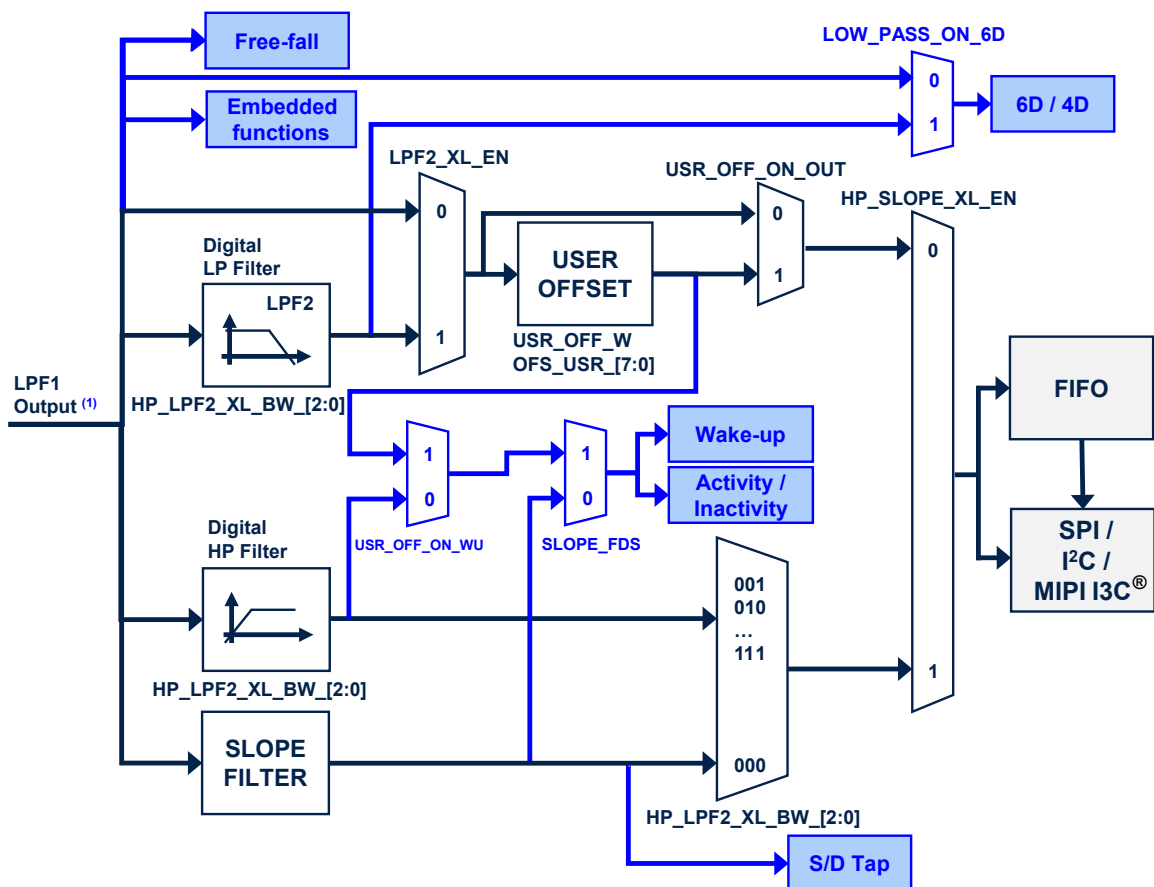 Free-fall
LOW_PASS_ON_6D
0
1
6D / 4D
Embedded
functions
LPF2_XL_EN
0
1
USR_OFF_ON_OUT
0
1
HP_SLOPE_XL_EN
0
1
Digital
LP Filter
LPF2
HP_LPF2_XL_BW_[2:0]
USER
OFFSET
USR_OFF_W
OFS_USR_[7:0]
LPF1
Output (1)
1
0
USR_OFF_ON_WU
1
0
SLOPE_FDS
Wake-up
Activity /
Inactivity
FIFO
SPI /
I²C /
MIPI I3C®
Digital
HP Filter
HP_LPF2_XL_BW_[2:0]
001
010
...
111
000
HP_LPF2_XL_BW_[2:0]
SLOPE
FILTER
S/D Tap